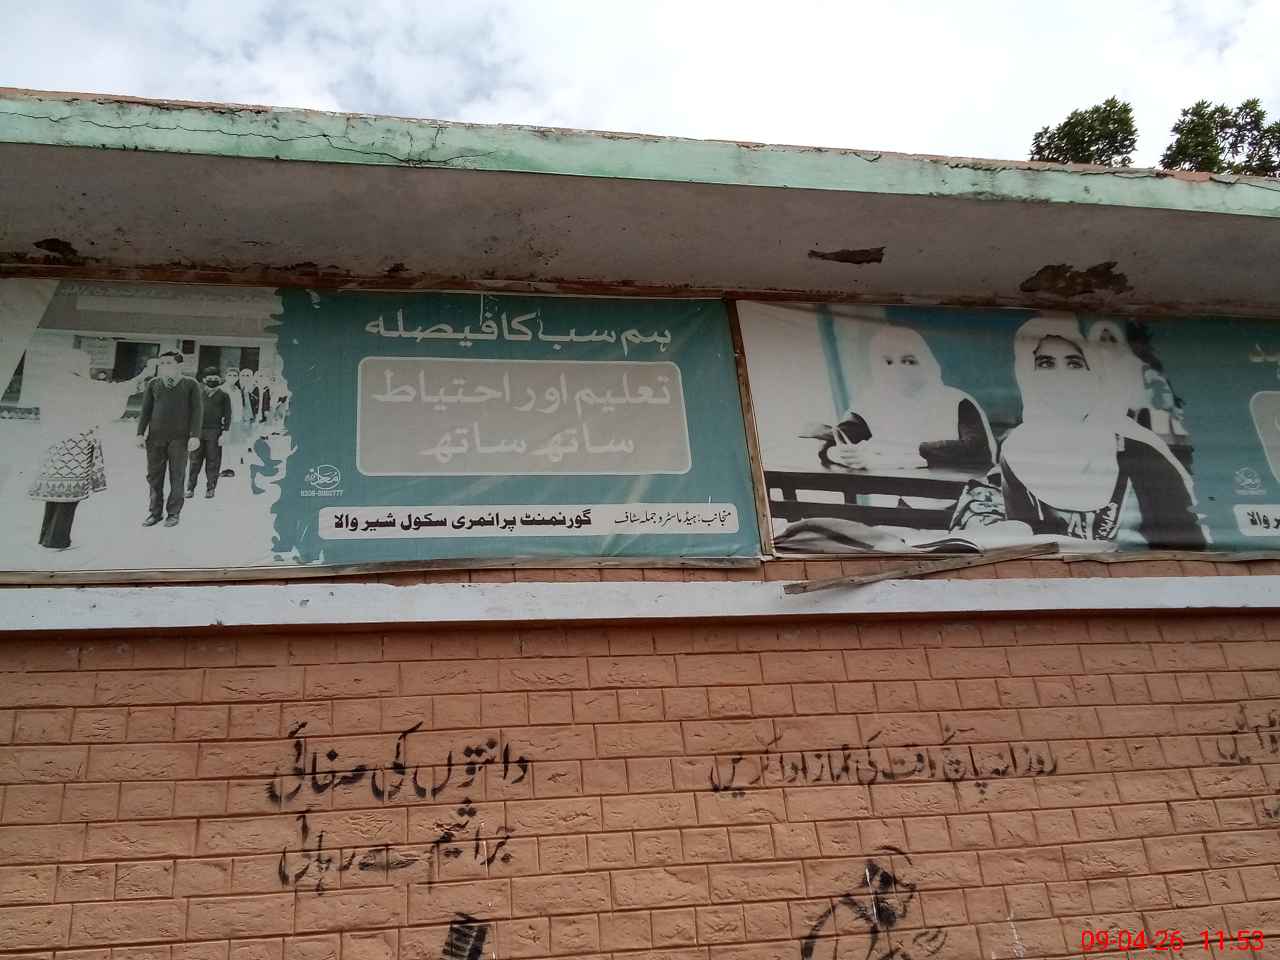 ہم سب کا فیصلہ
تعلیم اور احتیاط
ساتھ ساتھ
منجانب: ہیڈ ماسٹر و جملہ سٹاف گورنمنٹ پرائمری سکول شیر والا
دانتوں کی صفائی
جراثیم سے رہائی
روزانہ پانچ وقت کی نماز ادا کریں
09-04-26 11:53